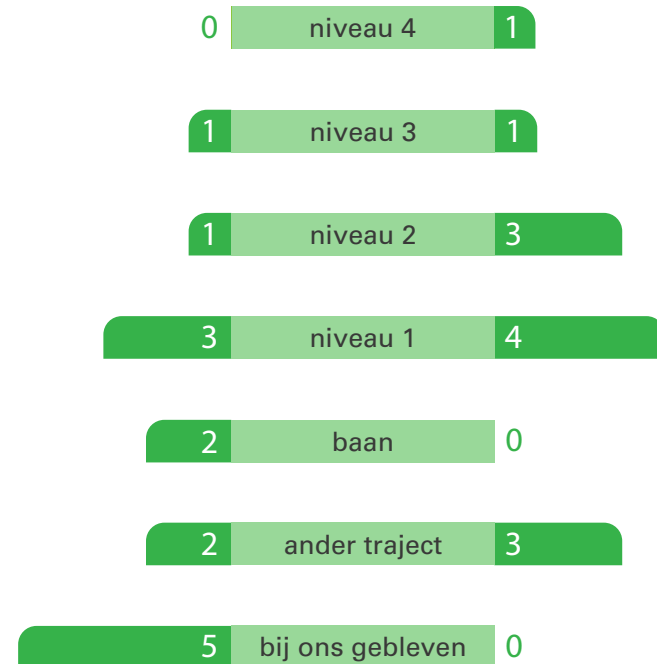 0 niveau 4 1
1 niveau 3 1
1 niveau 2 3
3 niveau 1 4
2 baan 0
2 ander traject 3
5 bij ons gebleven 0